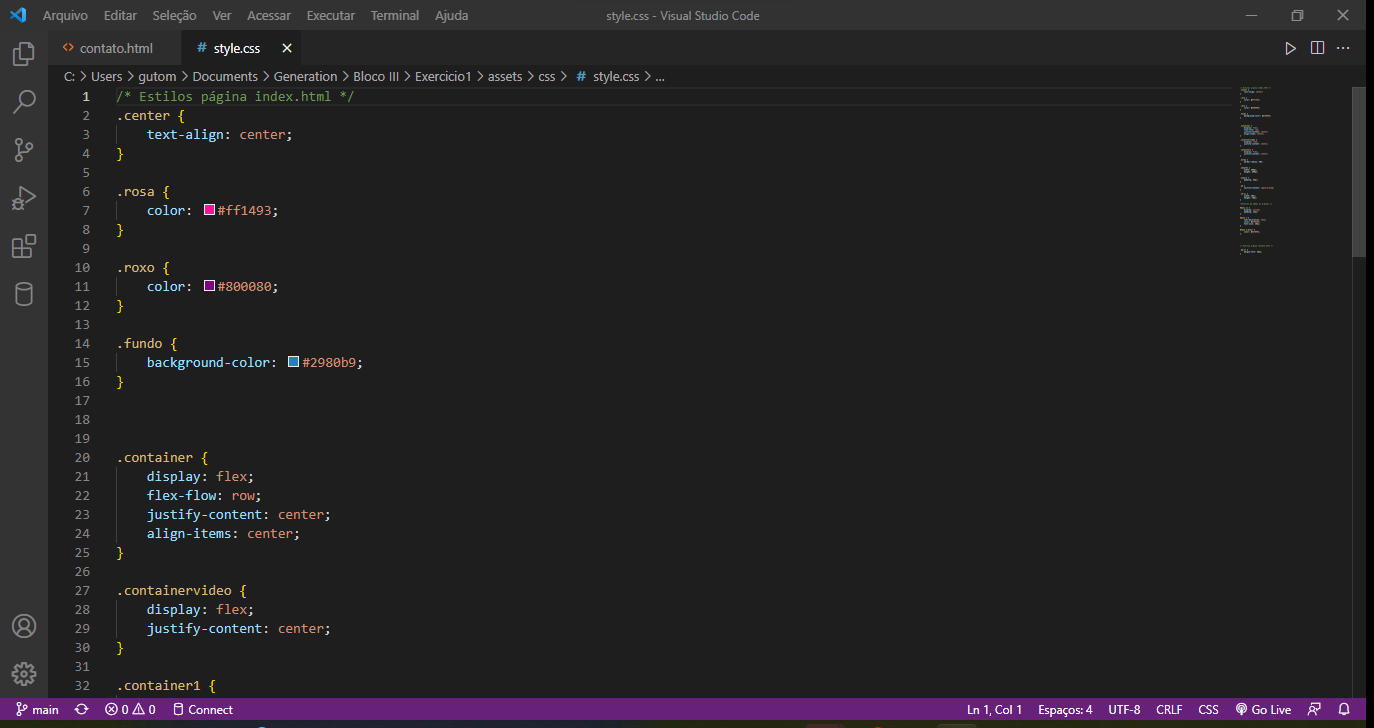 Arquivo Editar Seleção Ver Acessar Executar Terminal Ajuda style.css - Visual Studio Code
contato.html # style.css
C: > Users > gutom > Documents > Generation > Bloco III > Exercicio1 > assets > css > # style.css > ...
1 /* Estilos página index.html */
2 .center {
3 text-align: center;
4 }
5
6 .rosa {
7 color: #ff1493;
8 }
9
10 .roxo {
11 color: #800080;
12 }
13
14 .fundo {
15 background-color: #2980b9;
16 }
17
18
19
20 .container {
21 display: flex;
22 flex-flow: row;
23 justify-content: center;
24 align-items: center;
25 }
26
27 .containervideo {
28 display: flex;
29 justify-content: center;
30 }
31
32 .container1 {
main 0 0 Connect Ln 1, Col 1 Espaços: 4 UTF-8 CRLF CSS Go Live